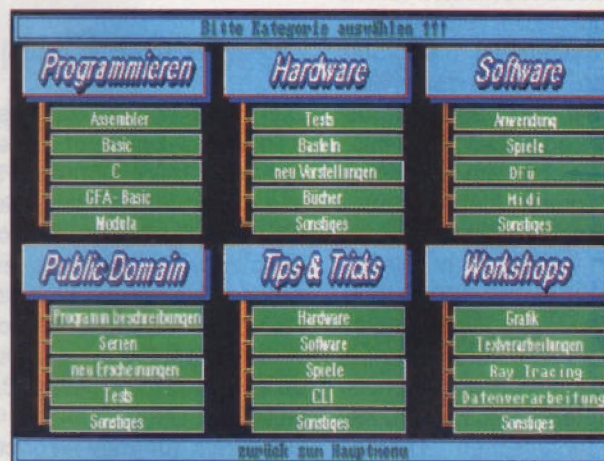 Bitte Kategorie auswählen !!!
Programmieren
Assembler
Basic
C
GFA-Basic
Modula
Hardware
Tests
Basteln
neu Vorstellungen
Bücher
Sonstiges
Software
Anwendung
Spiele
DFü
Midi
Sonstiges
Public Domain
Programm beschreibungen
Serien
neu Erscheinungen
Tests
Sonstiges
Tips & Tricks
Hardware
Software
Spiele
CLI
Sonstiges
Workshops
Grafik
Textverarbeitungen
Ray Tracing
Datenverarbeitung
Sonstiges
zurück zum Hauptmenu